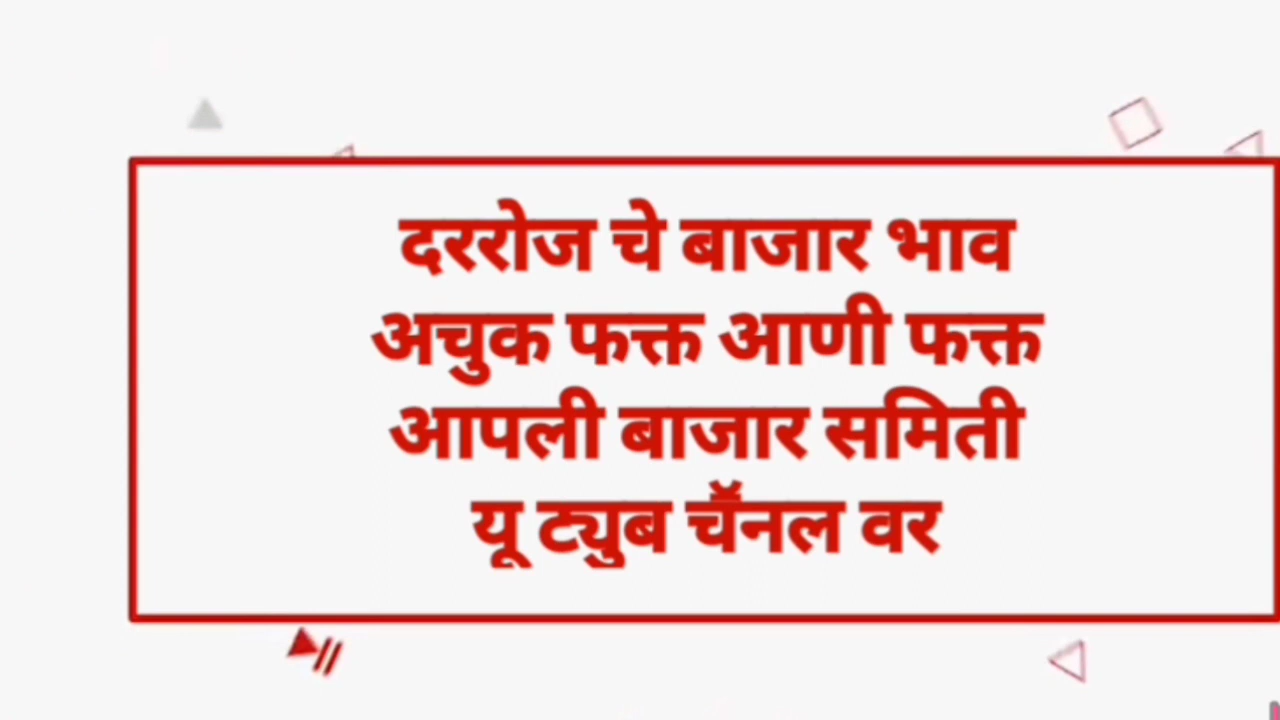 दररोज चे बाजार भाव
अचुक फक्त आणी फक्त
आपली बाजार समिती
यू ट्युब चॅनल वर